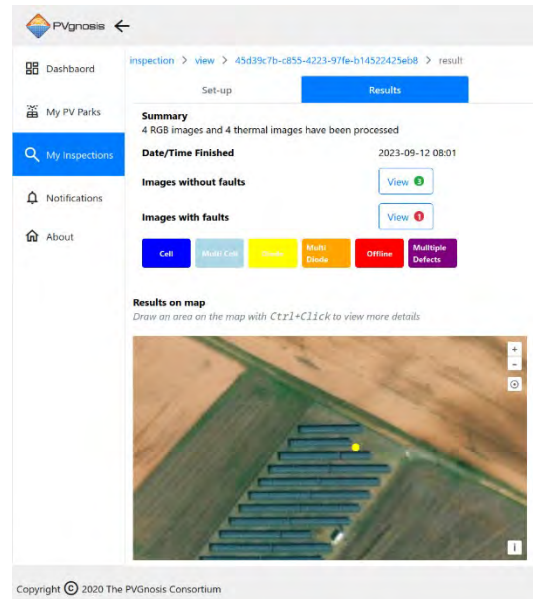 PVgnosis
Dashbaord
My PV Parks
My Inspections
Notifications
About
inspection > view > 45d39c7b-c855-4223-97fe-b14522425eb8 > result
Set-up
Results
Summary
4 RGB images and 4 thermal images have been processed
Date/Time Finished 2023-09-12 08:01
Images without faults View 3
Images with faults View 1
Cell
Multi Cell
Diode
Multi
Diode
Offline
Mulltiple
Defects
Results on map
Draw an area on the map with Ctrl+Click to view more details
+
-
i
Copyright © 2020 The PVGnosis Consortium